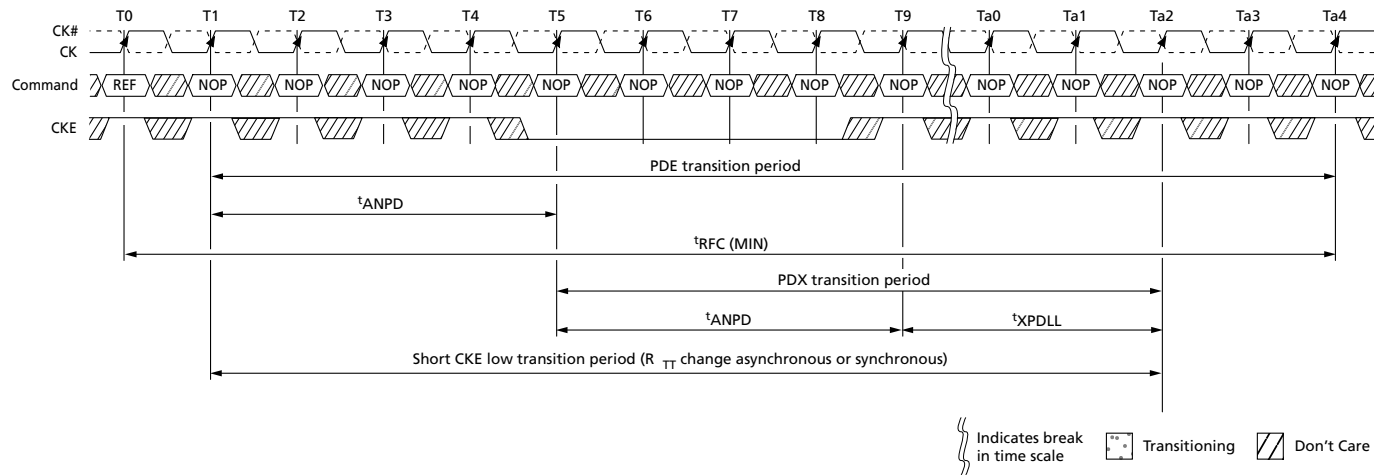 T0 T1 T2 T3 T4 T5 T6 T7 T8 T9 Ta0 Ta1 Ta2 Ta3 Ta4
CK#
CK
Command REF NOP NOP NOP NOP NOP NOP NOP NOP NOP NOP NOP NOP NOP NOP
CKE
PDE transition period
tANPD
tRFC (MIN)
PDX transition period
tANPD tXPDLL
Short CKE low transition period (R TT change asynchronous or synchronous)
Indicates break
in time scale
Transitioning
Don't Care